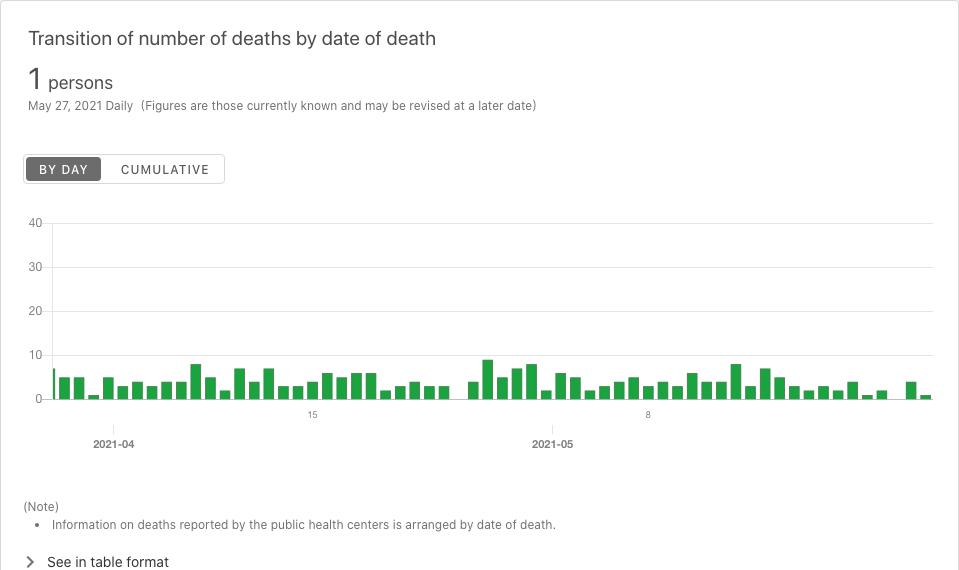 Transition of number of deaths by date of death
1 persons
May 27, 2021 Daily (Figures are those currently known and may be revised at a later date)
BY DAY CUMULATIVE
40
30
20
10
0
15 8
2021-04 2021-05
(Note)
• Information on deaths reported by the public health centers is arranged by date of death.
See in table format